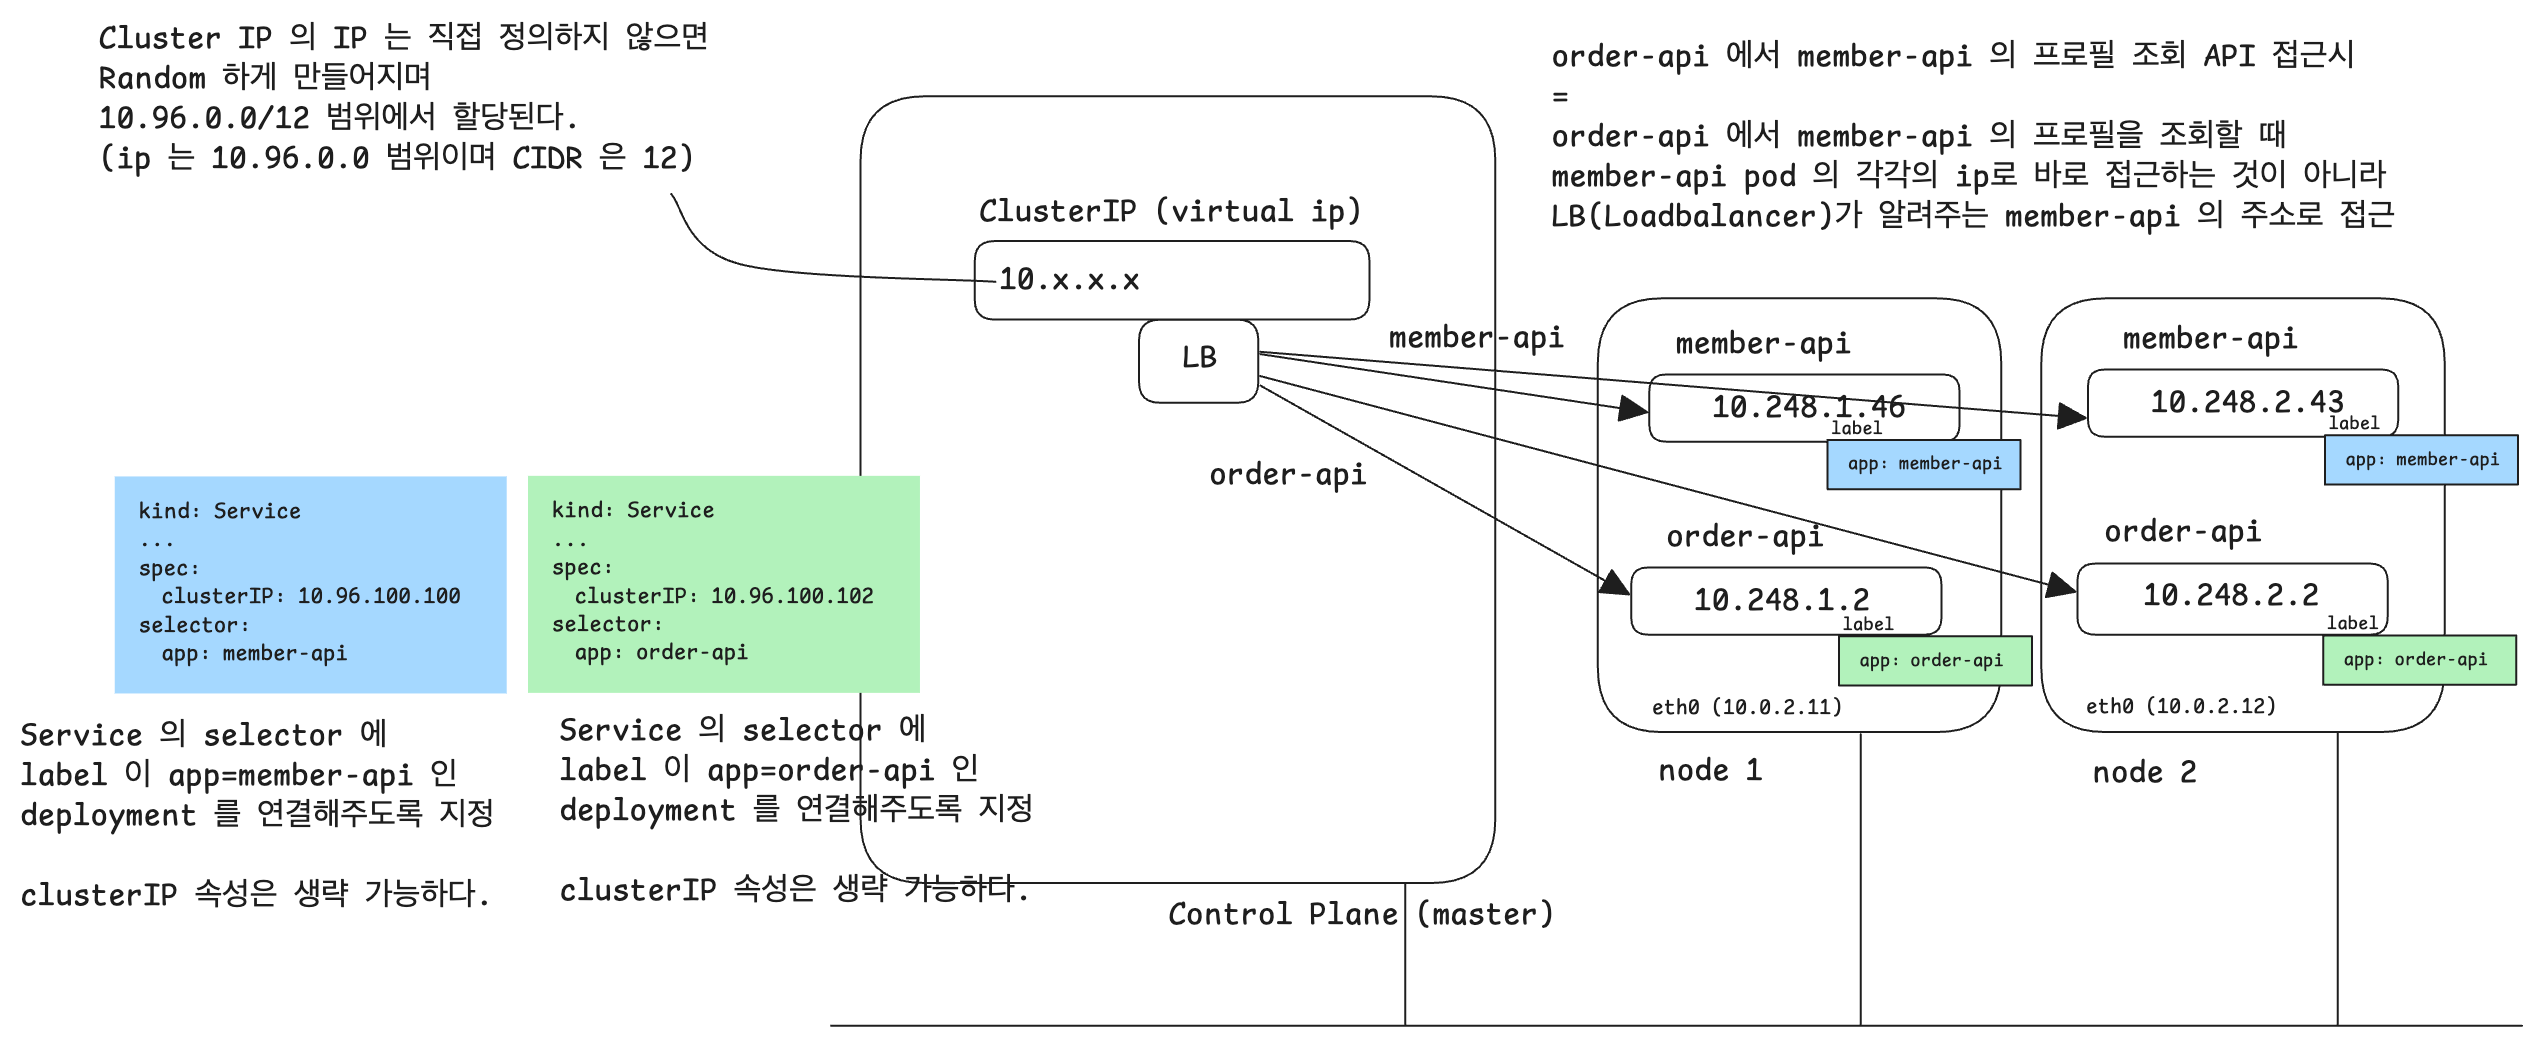 Cluster IP 의 IP 는 직접 정의하지 않으면
Random 하게 만들어지며
10.96.0.0/12 범위에서 할당된다.
(ip 는 10.96.0.0 범위이며 CIDR 은 12)
order-api 에서 member-api 의 프로필 조회 API 접근시
=
order-api 에서 member-api 의 프로필을 조회할 때
member-api pod 의 각각의 ip로 바로 접근하는 것이 아니라
LB(Loadbalancer)가 알려주는 member-api 의 주소로 접근
ClusterIP (virtual ip)
10.x.x.x
LB
member-api
order-api
member-api
10.248.1.46
label
app: member-api
order-api
10.248.1.2
label
app: order-api
eth0 (10.0.2.11)
node 1
member-api
10.248.2.43
label
app: member-api
order-api
10.248.2.2
label
app: order-api
eth0 (10.0.2.12)
node 2
kind: Service
...
spec:
clusterIP: 10.96.100.100
selector:
app: member-api
Service 의 selector 에
label 이 app=member-api 인
deployment 를 연결해주도록 지정
clusterIP 속성은 생략 가능하다.
kind: Service
...
spec:
clusterIP: 10.96.100.102
selector:
app: order-api
Service 의 selector 에
label 이 app=order-api 인
deployment 를 연결해주도록 지정
clusterIP 속성은 생략 가능하다.
Control Plane (master)